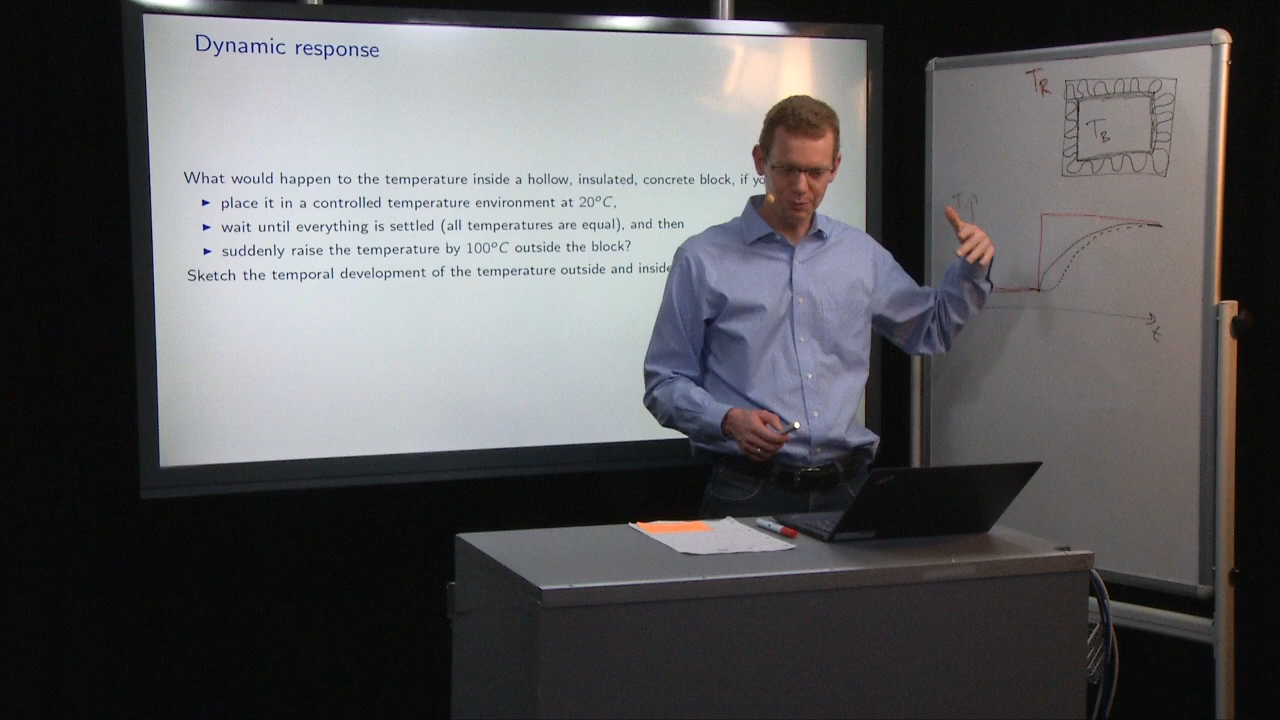 Dynamic response
What would happen to the temperature inside a hollow, insulated, concrete block, if
▶ place it in a controlled temperature environment at 20°C,
▶ wait until everything is settled (all temperatures are equal), and then
▶ suddenly raise the temperature by 100°C outside the block?
Sketch the temporal development of the temperature outside and inside
T_R
T_B
T
t